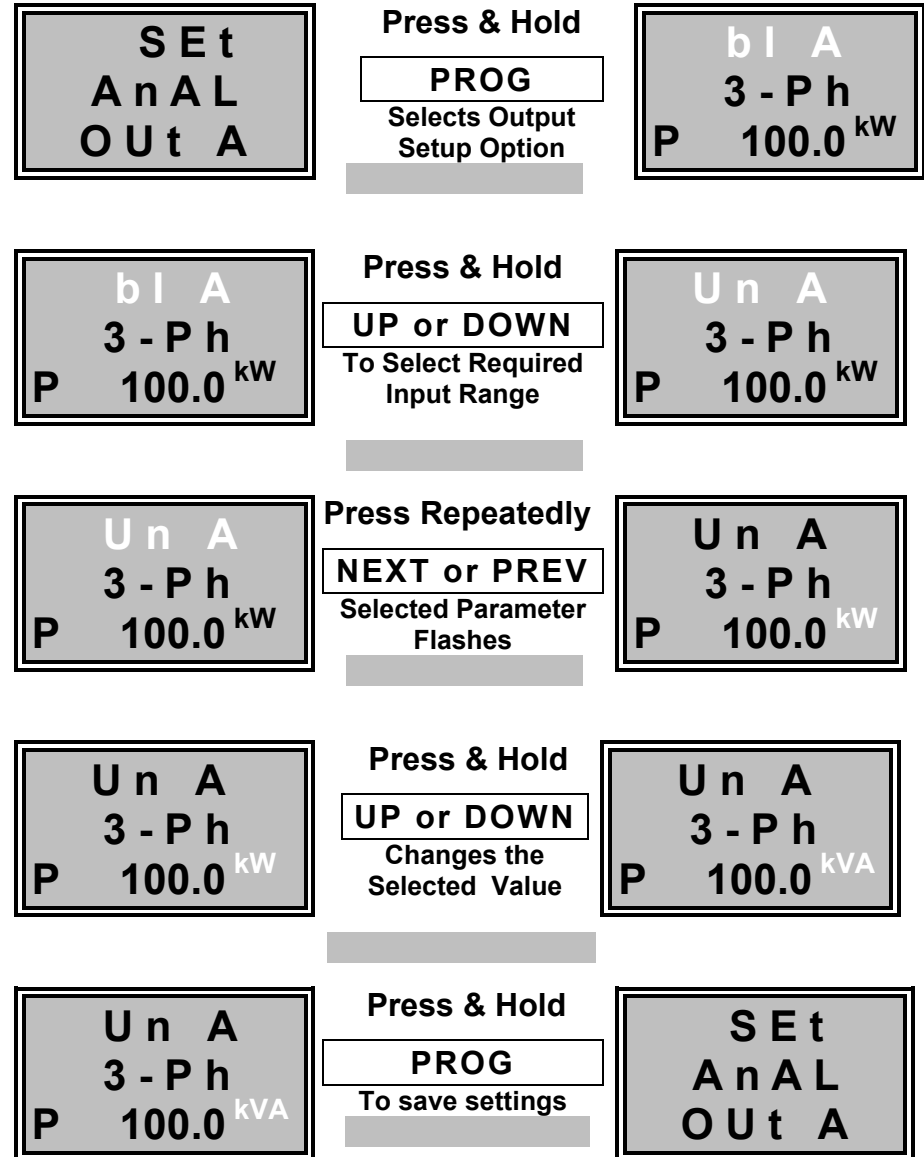 SEt
AnAL
OUt A
Press & Hold
PROG
Selects Output
Setup Option
bI A
3-Ph
P 100.0 kW
bI A
3-Ph
P 100.0 kW
Press & Hold
UP or DOWN
To Select Required
Input Range
Un A
3-Ph
P 100.0 kW
Un A
3-Ph
P 100.0 kW
Press Repeatedly
NEXT or PREV
Selected Parameter
Flashes
Un A
3-Ph
P 100.0 kW
Un A
3-Ph
P 100.0 kW
Press & Hold
UP or DOWN
Changes the
Selected Value
Un A
3-Ph
P 100.0 kVA
Un A
3-Ph
P 100.0 kVA
Press & Hold
PROG
To save settings
SEt
AnAL
OUt A